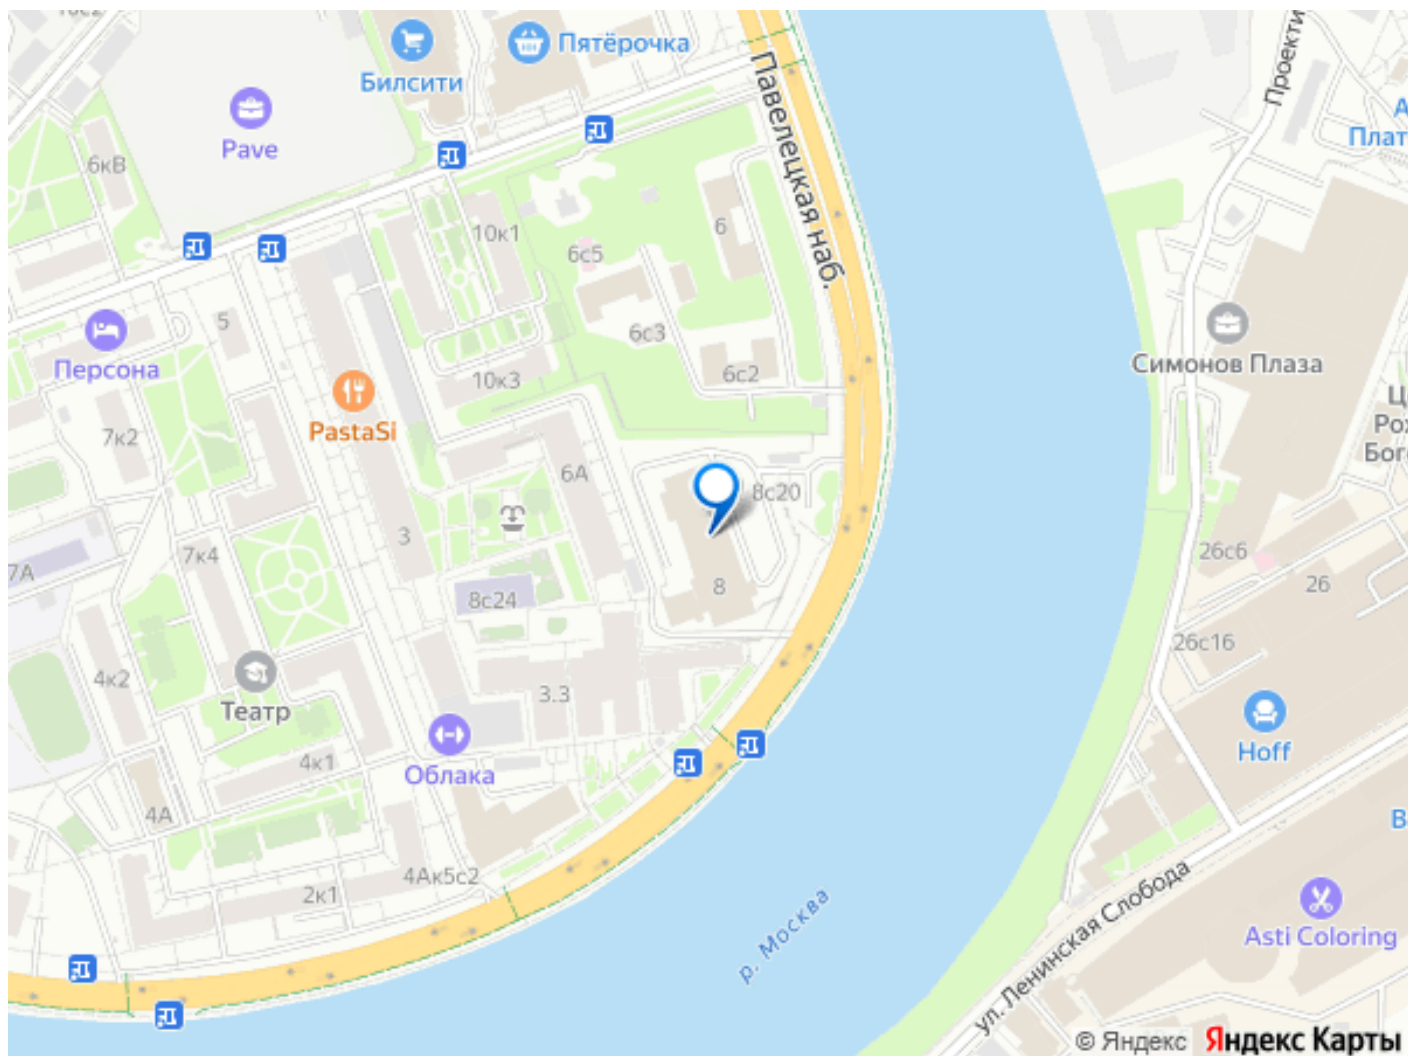 Пятёрочка
Билсити
Проекти
Pave
Павелецкая наб.
Плат
6кВ
10к1
6
6с5
5
6с3
Персона
Симонов Плаза
10к3
6с2
PastaSi
7к2
Рож
Бого
6А
8с20
3
7к4
26с6
7А
26
8
8с24
26с16
4к2
3.3
Театр
Hoff
4к1
Облака
4А
В
4Ак5с2
2к1
р. Москва
ул. Ленинская Слобода
Asti Coloring
© Яндекс Яндекс Карты